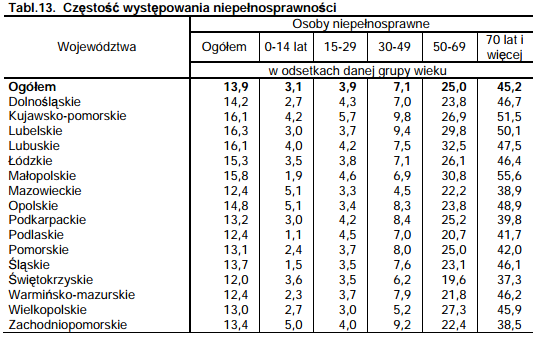 Tabl.13. Częstość występowania niepełnosprawności
Województwa
Osoby niepełnosprawne
Ogółem 0-14 lat 15-29 30-49 50-69 70 lat i więcej
w odsetkach danej grupy wieku
Ogółem 13,9 3,1 3,9 7,1 25,0 45,2
Dolnośląskie 14,2 2,7 4,3 7,0 23,8 46,7
Kujawsko-pomorskie 16,1 4,2 5,7 9,8 26,9 51,5
Lubelskie 16,3 3,0 3,7 9,4 29,8 50,1
Lubuskie 16,1 4,0 4,2 7,5 32,5 47,5
Łódzkie 15,3 3,5 3,8 7,1 26,1 46,4
Małopolskie 15,8 1,9 4,6 6,9 30,8 55,6
Mazowieckie 12,4 5,1 3,3 4,5 22,2 38,9
Opolskie 14,8 5,1 3,4 8,3 23,8 48,9
Podkarpackie 13,2 3,0 4,2 8,4 25,2 39,8
Podlaskie 12,4 1,1 4,5 7,0 20,7 41,7
Pomorskie 13,1 2,4 3,7 8,0 25,0 42,0
Śląskie 13,7 1,5 3,5 7,6 23,1 46,1
Świętokrzyskie 12,0 3,6 3,5 6,2 19,6 37,3
Warmińsko-mazurskie 12,4 2,3 3,7 7,9 21,8 46,2
Wielkopolskie 13,0 2,7 3,0 5,2 27,3 45,9
Zachodniopomorskie 13,4 5,0 4,0 9,2 22,4 38,5